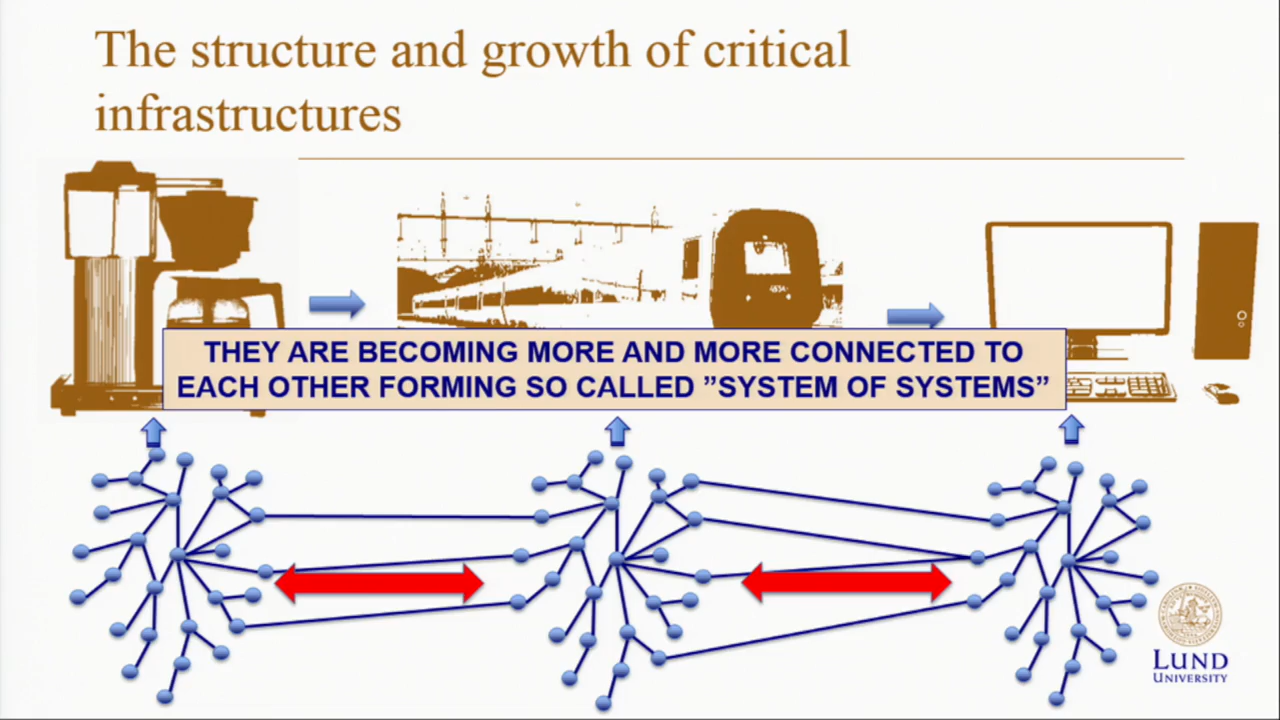 The structure and growth of critical
infrastructures
THEY ARE BECOMING MORE AND MORE CONNECTED TO
EACH OTHER FORMING SO CALLED ”SYSTEM OF SYSTEMS”
LUND
UNIVERSITY